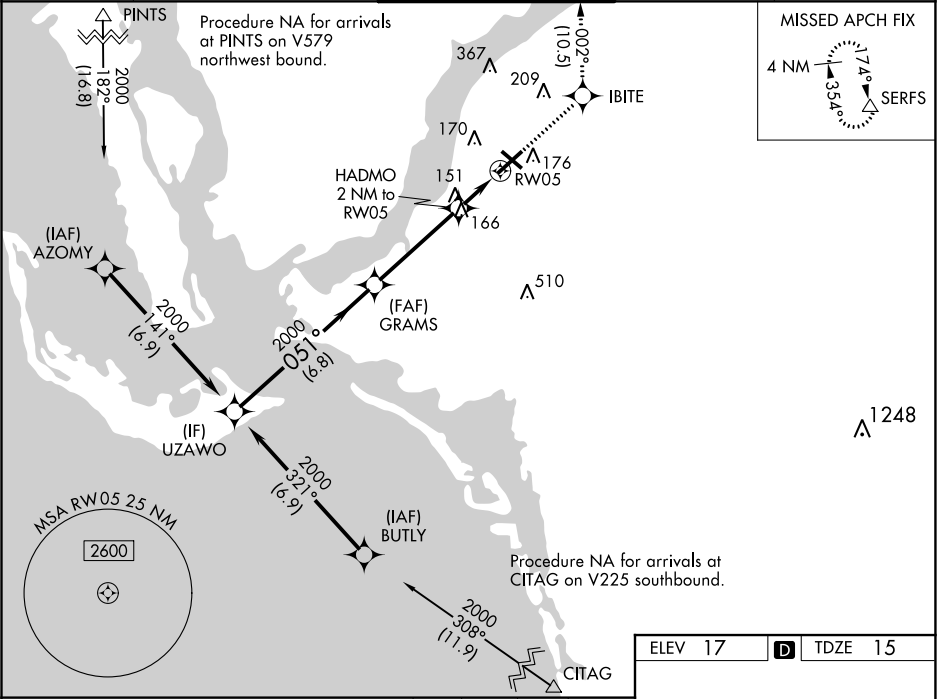 PINTS
2000
182°
(16.8)
Procedure NA for arrivals
at PINTS on V579
northwest bound.
367
209
002°
(10.5)
IBITE
MISSED APCH FIX
4 NM
174°
354°
SERFS
170
176
RW05
HADMO
2 NM to
RW05
151
166
(IAF)
AZOMY
2000
141°
(6.9)
510
(FAF)
GRAMS
2000
051°
(6.8)
(IF)
UZAWO
1248
2000
321°
(6.9)
(IAF)
BUTLY
MSA RW05 25 NM
2600
Procedure NA for arrivals at
CITAG on V225 southbound.
2000
308°
(11.9)
CITAG
ELEV 17 D TDZE 15